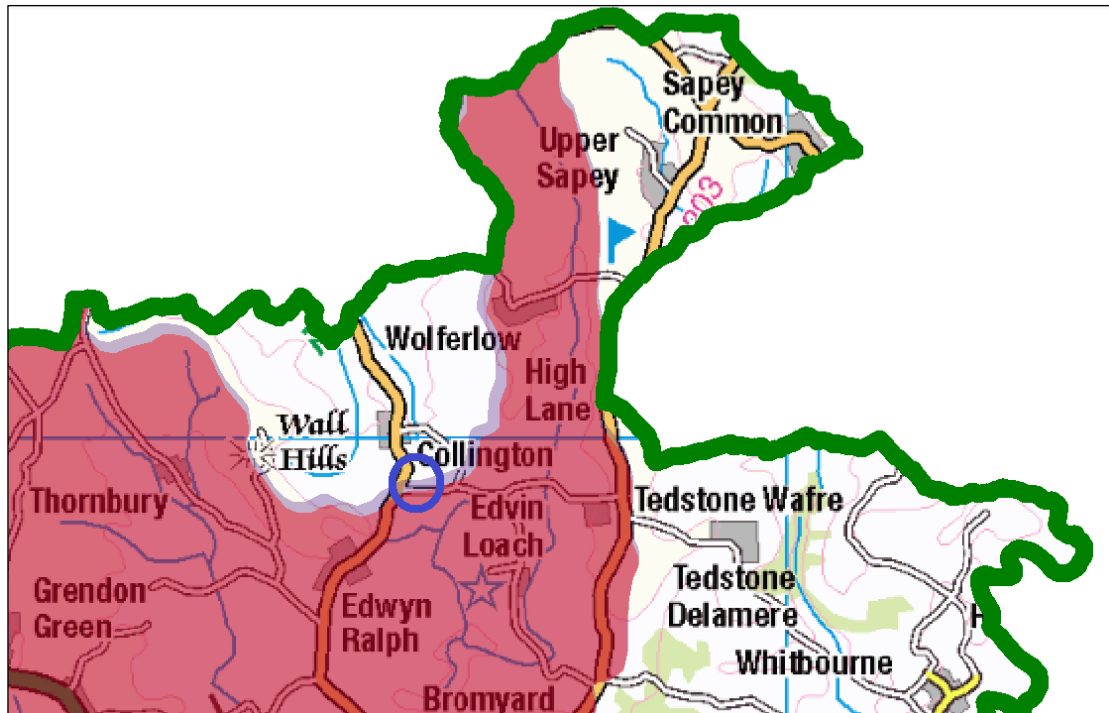 Sapey
Common
Upper
Sapey
203
Wolferlow
High
Lane
Wall
Hills
Collington
Thornbury
Edvin
Loach
Tedstone Wafre
Grendon
Green
Edwyn
Ralph
Tedstone
Delamere
H
Whitbourne
Bromyard